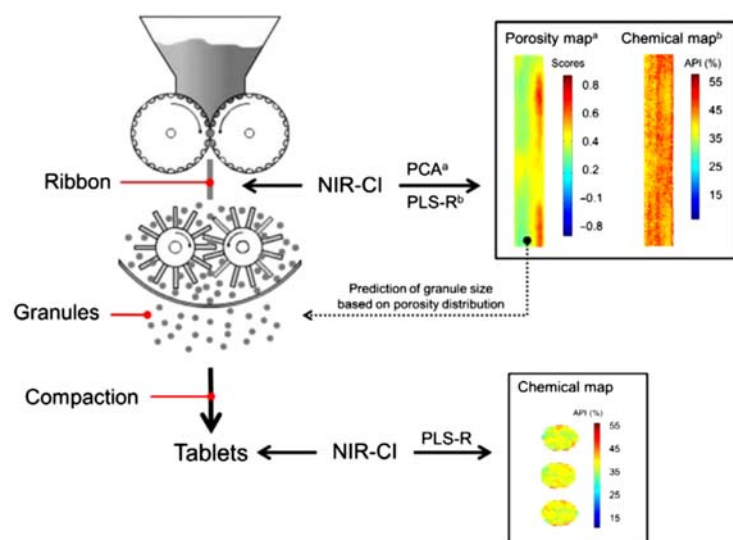 Porosity mapᵃ
Chemical mapᵇ
Scores
API (%)
0.8
0.6
0.4
0.2
−0.1
−0.8
55
45
35
25
15
Ribbon
NIR-CI
PCAᵃ
PLS-Rᵇ
Prediction of granule size
based on porosity distribution
Granules
Compaction
Tablets
NIR-CI
PLS-R
Chemical map
API (%)
55
45
35
25
15